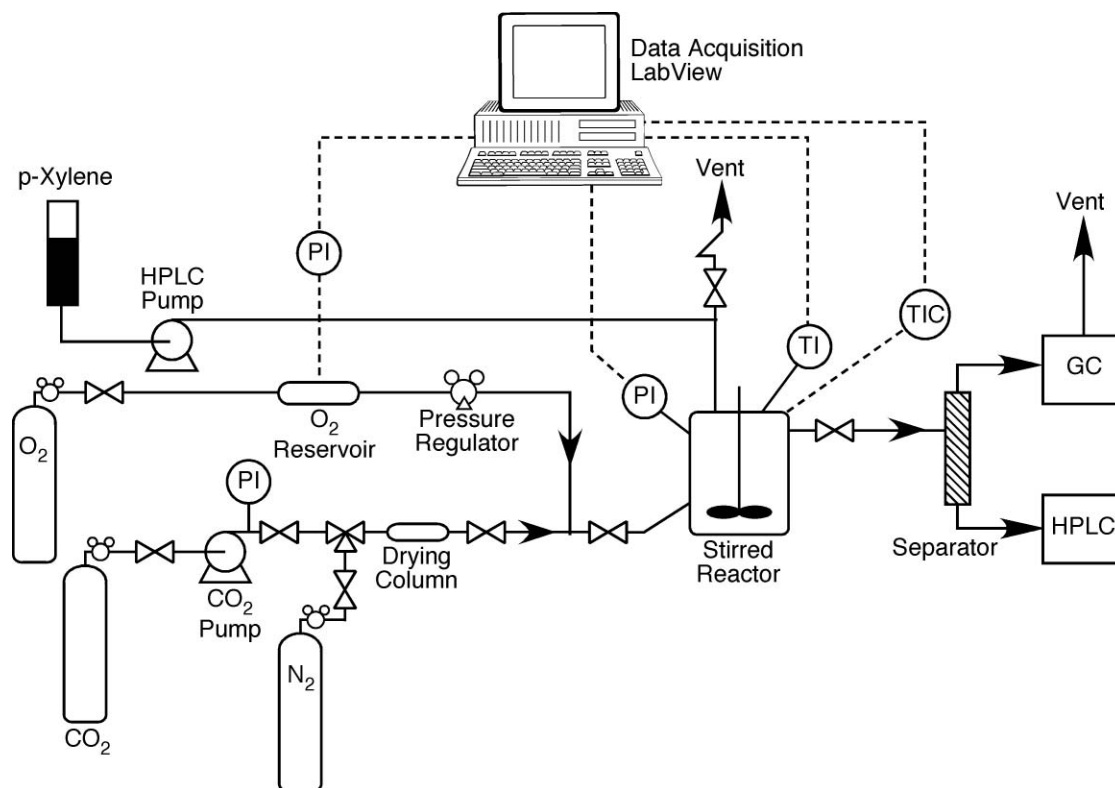 Data Acquisition
LabView
p-Xylene
Vent
Vent
HPLC
Pump
PI
TIC
TI
GC
PI
O₂
O₂
Reservoir
Pressure
Regulator
PI
Drying
Column
Stirred
Reactor
Separator
HPLC
CO₂
Pump
N₂
CO₂